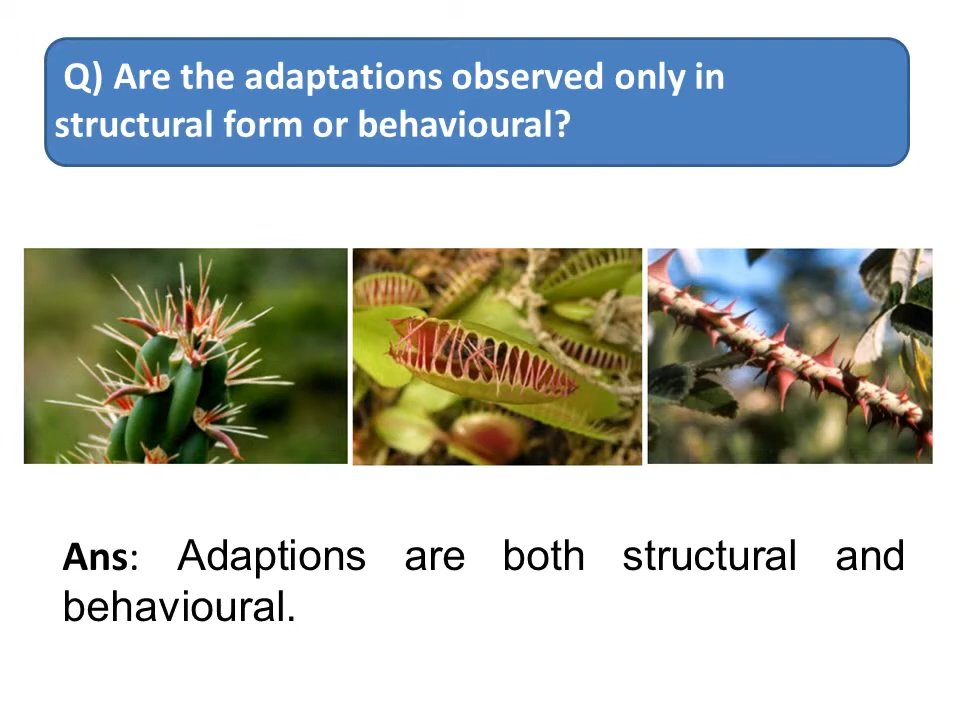 Q) Are the adaptations observed only in
structural form or behavioural?
Ans: Adaptions are both structural and
behavioural.